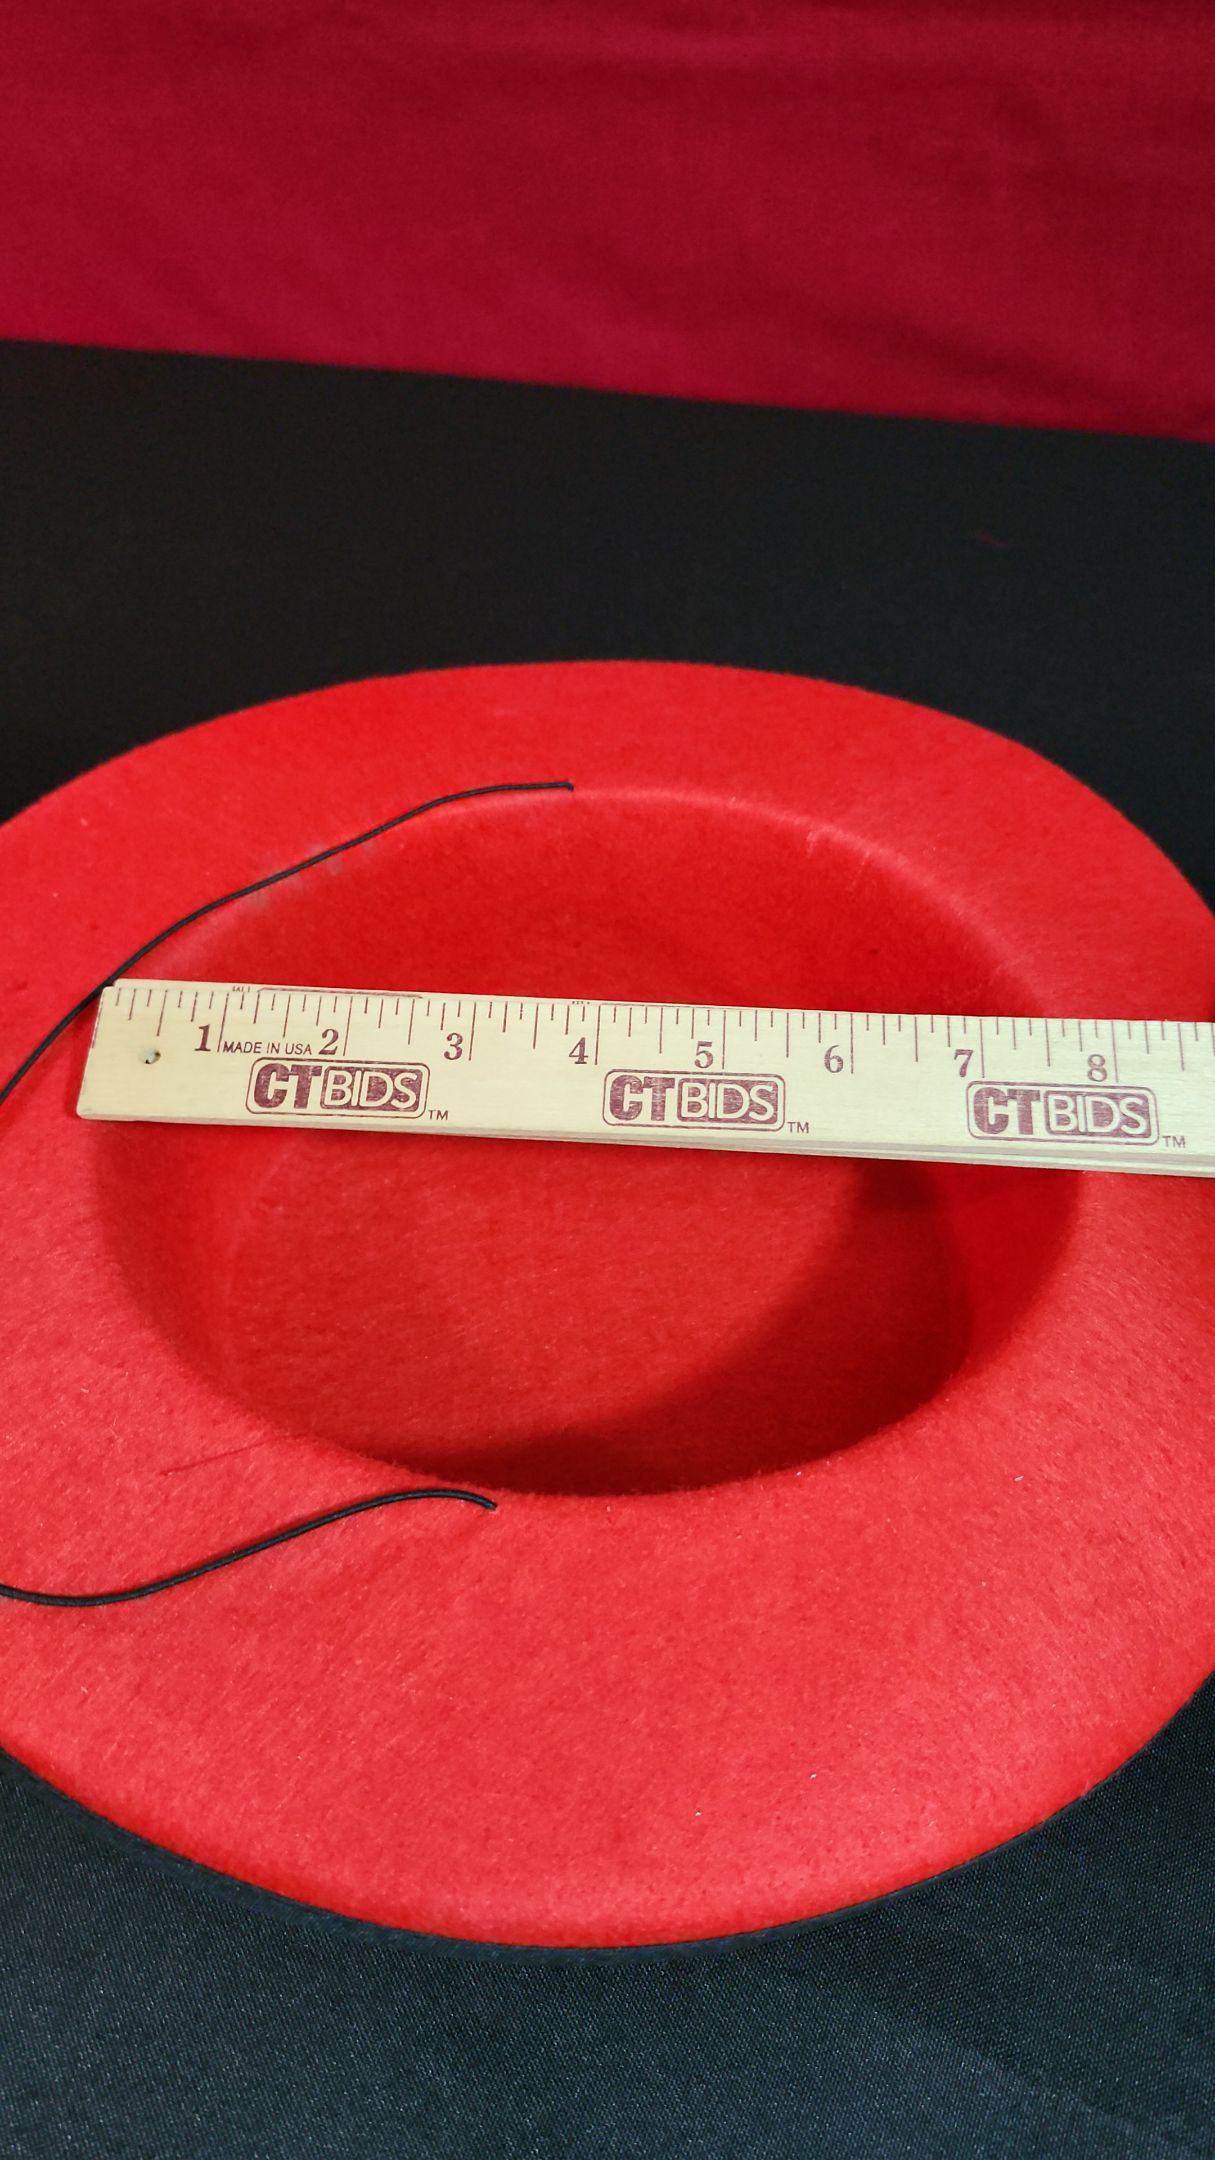 1 MADE IN USA 2 3 4 5 6 7 8
CTBIDS™ CTBIDS™ CTBIDS™